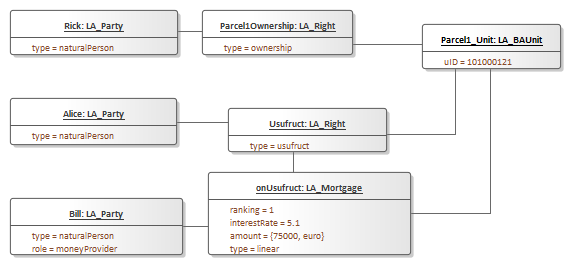 Rick: LA_Party
type = naturalPerson
Parcel1Ownership: LA_Right
type = ownership
Parcel1_Unit: LA_BAUnit
uID = 101000121
Alice: LA_Party
type = naturalPerson
Usufruct: LA_Right
type = usufruct
onUsufruct: LA_Mortgage
ranking = 1
interestRate = 5.1
amount = {75000, euro}
type = linear
Bill: LA_Party
type = naturalPerson
role = moneyProvider